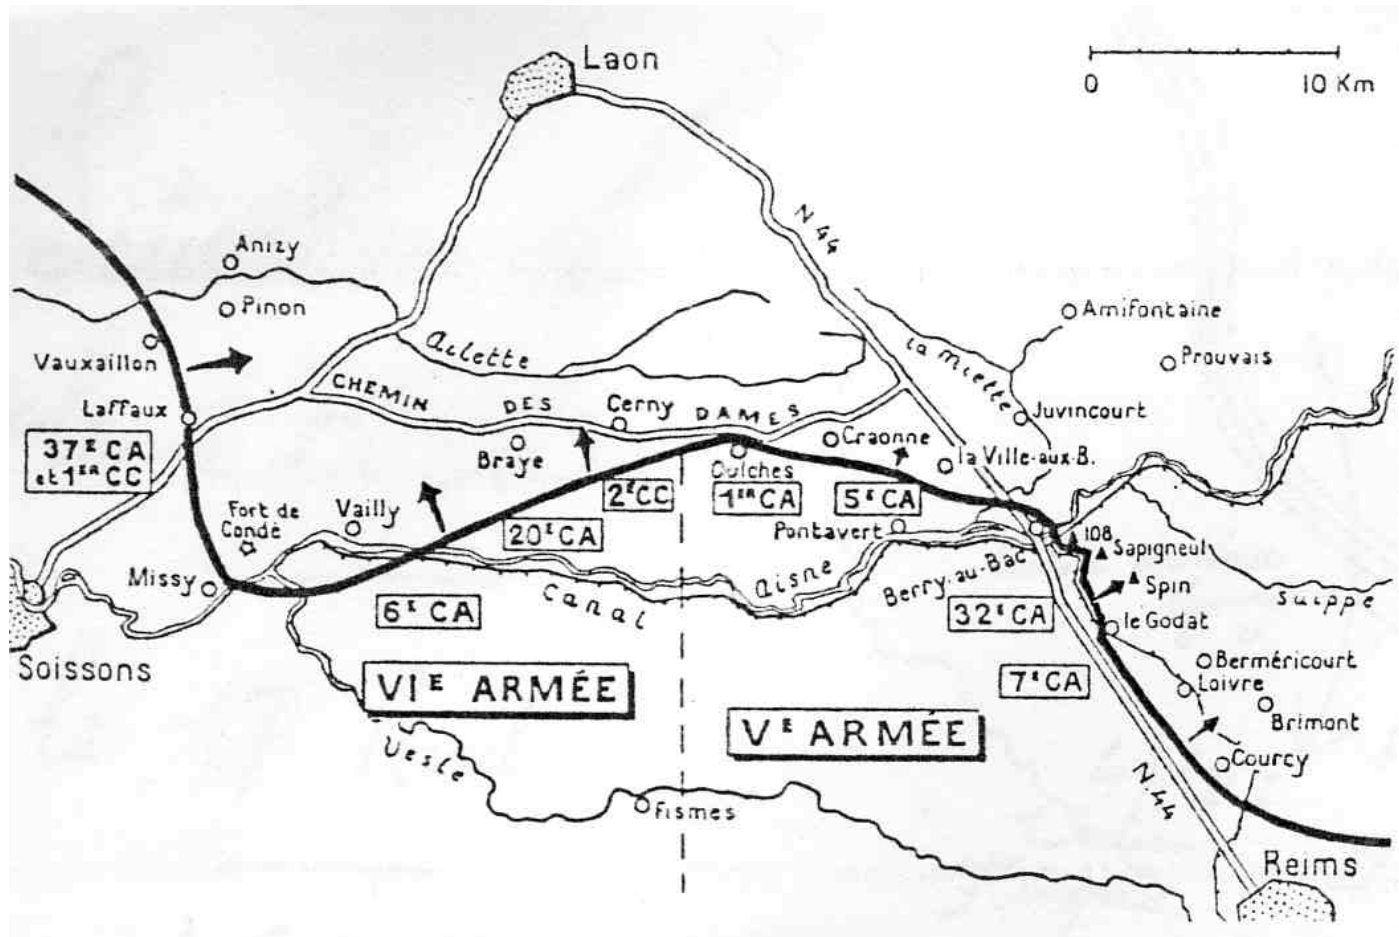 Laon
0 10 Km
N.44
Anizy
Pinon
Amifontaine
Vauxaillon
Ailette
la Miette
Prouvais
CHEMIN DES DAMES
Laffaux
Cerny
Juvincourt
37E CA
et 1ER CC
Braye
Craonne
la Ville-aux-B.
Oulches
2E CC
1ER CA
5E CA
Fort de
Condé
Vailly
20E CA
Pontavert
108
Sapigneul
Missy
Aisne
Berry-au-Bac
Spin
Suippe
6E CA
Canal
32E CA
le Godat
Soissons
VIE ARMÉE
7E CA
Berméricourt
Loivre
Brimont
Vesle
VE ARMÉE
Courcy
N.44
Fismes
Reims